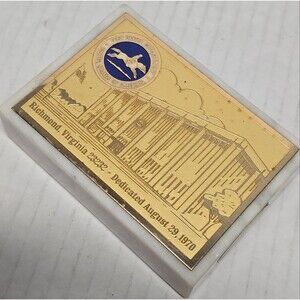 Richmond, Virginia 23232 - Dedicated August 29, 1970